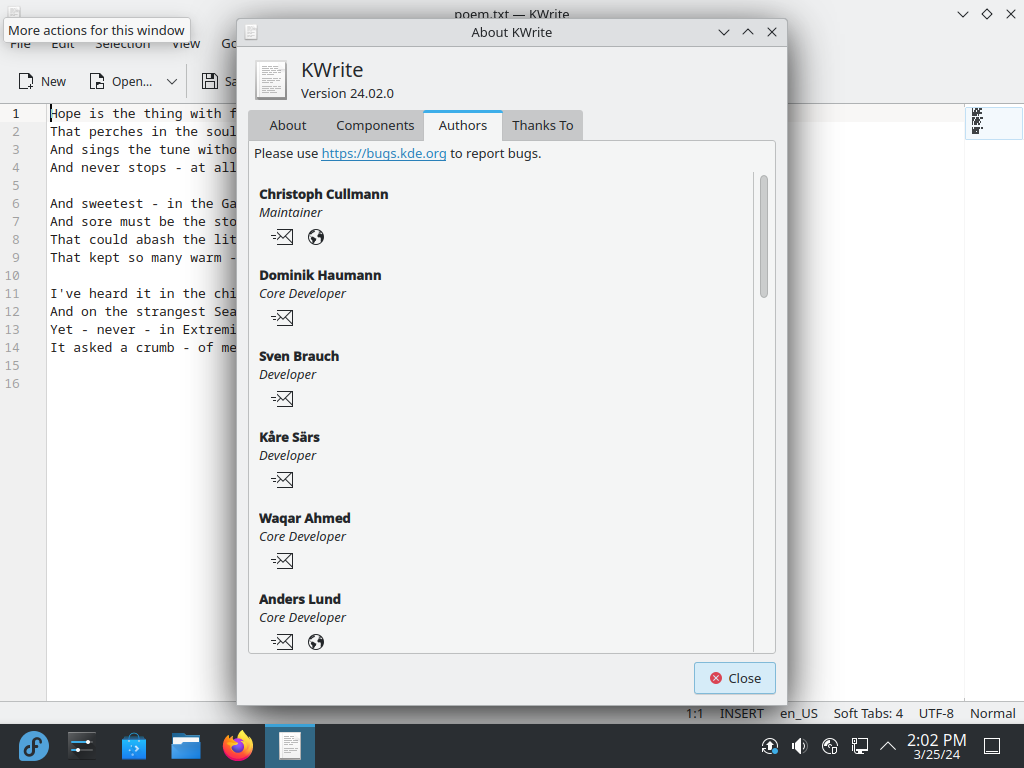 poem.txt — KWrite
More actions for this window
File Edit Selection View Go
New Open... Sa
About KWrite
KWrite
Version 24.02.0
About Components Authors Thanks To
Please use https://bugs.kde.org to report bugs.
Christoph Cullmann
Maintainer
Dominik Haumann
Core Developer
Sven Brauch
Developer
Kåre Särs
Developer
Waqar Ahmed
Core Developer
Anders Lund
Core Developer
Close
1 Hope is the thing with f
2 That perches in the soul
3 And sings the tune witho
4 And never stops - at all
5
6 And sweetest - in the Ga
7 And sore must be the sto
8 That could abash the lit
9 That kept so many warm -
10
11 I've heard it in the chi
12 And on the strangest Sea
13 Yet - never - in Extremi
14 It asked a crumb - of me
15
16
1:1 INSERT en_US Soft Tabs: 4 UTF-8 Normal
2:02 PM
3/25/24